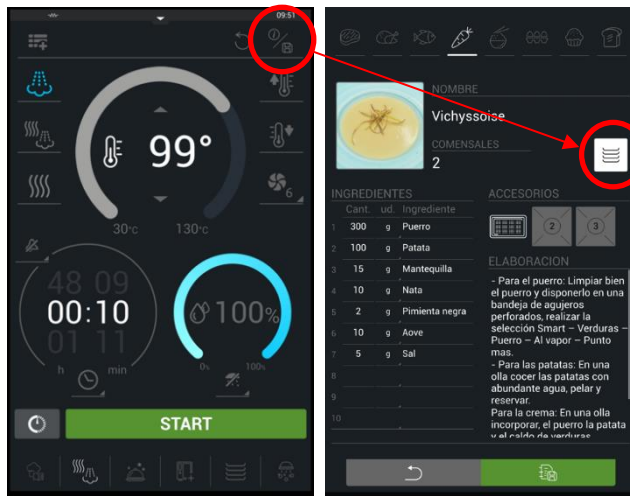 09:51
99°
30°c 130°c
48 09
00:10
01 11
h min
100%
0% 100%
6
START
NOMBRE
Vichyssoise
COMENSALES
2
INGREDIENTES
Cant. ud. Ingrediente
1 300 g Puerro
2 100 g Patata
3 15 g Mantequilla
4 10 g Nata
5 2 g Pimienta negra
6 10 g Aove
7 5 g Sal
8
9
10
ACCESORIOS
2 3
ELABORACION
- Para el puerro: Limpiar bien
el puerro y disponerlo en una
bandeja de agujeros
perforados, realizar la
selección Smart – Verduras –
Puerro – Al vapor – Punto
mas.
- Para las patatas: En una
olla cocer las patatas con
abundante agua, pelar y
reservar.
Para la crema: En una olla
incorporar, el puerro la patata
y el caldo de verduras